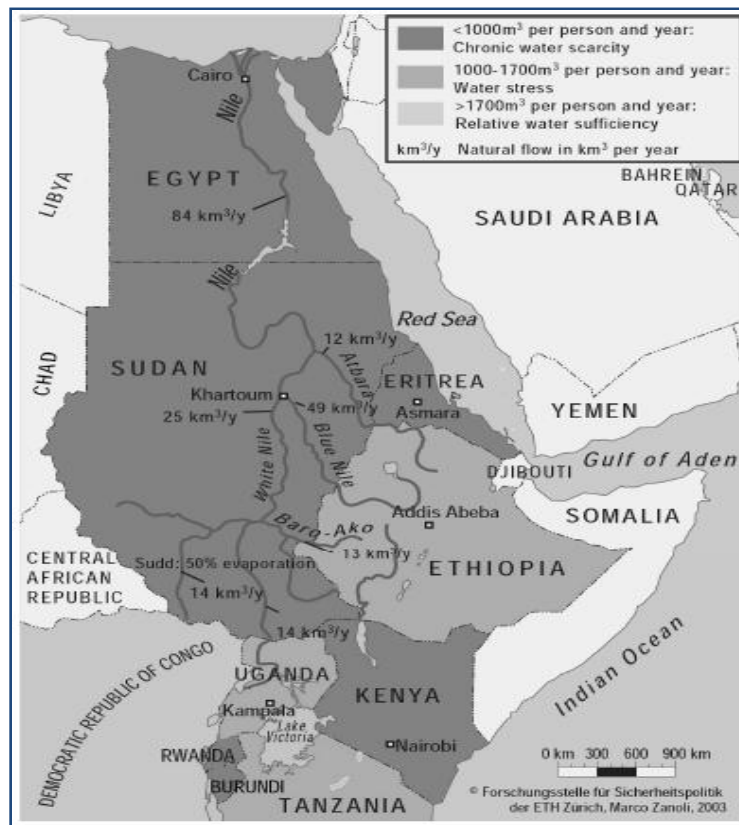 <1000m³ per person and year:
Chronic water scarcity
1000-1700m³ per person and year:
Water stress
>1700m³ per person and year:
Relative water sufficiency
km³/y Natural flow in km³ per year
Cairo
Nile
LIBYA
EGYPT
84 km³/y
BAHREIN
QATAR
SAUDI ARABIA
Nile
Red Sea
12 km³/y
CHAD
SUDAN
Atbara
ERITREA
Khartoum
49 km³/y
Asmara
25 km³/y
YEMEN
White Nile
Blue Nile
DJIBOUTI
Gulf of Aden
Addis Abeba
SOMALIA
Baro-Ako
CENTRAL
AFRICAN
REPUBLIC
Sudd: 50% evaporation
13 km³/y
ETHIOPIA
14 km³/y
14 km³/y
Indian Ocean
DEMOCRATIC REPUBLIC OF CONGO
UGANDA
KENYA
Kampala
Lake
Victoria
Nairobi
RWANDA
BURUNDI
TANZANIA
0 km 300 600 900 km
© Forschungsstelle für Sicherheitspolitik
der ETH Zürich, Marco Zanoli, 2003